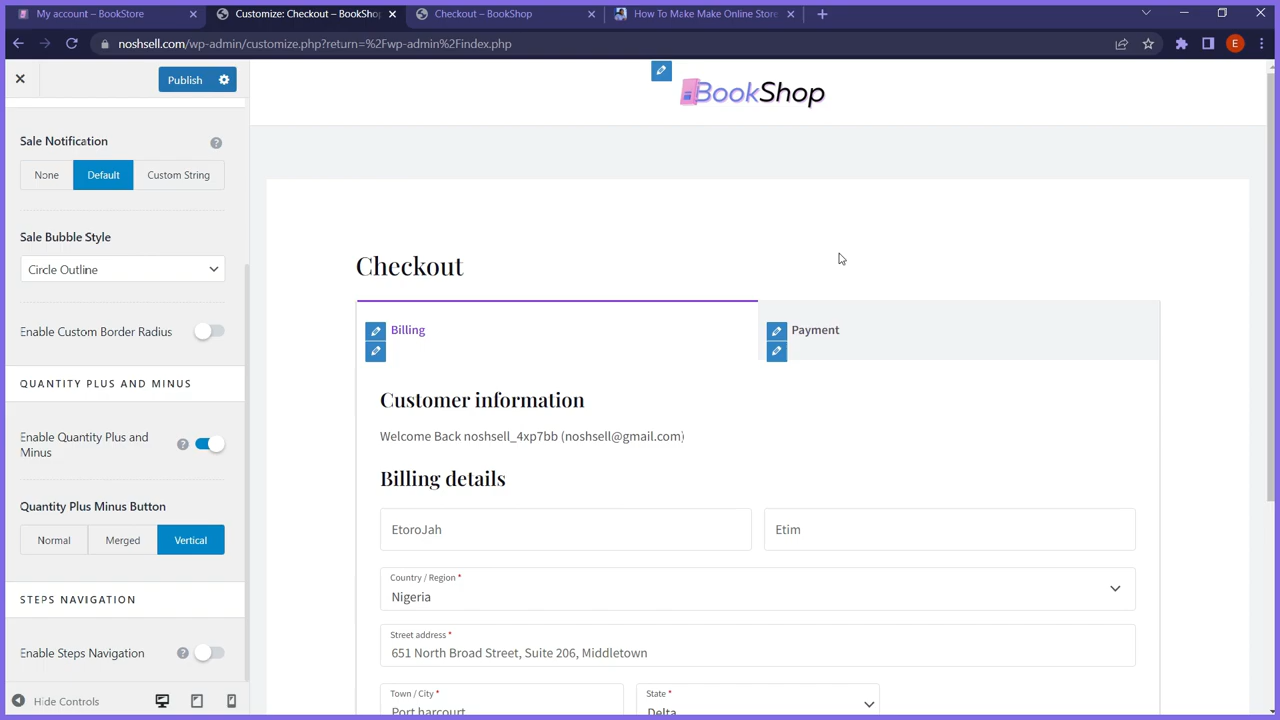 My account – BookStore
Customize: Checkout – BookSho
Checkout – BookShop
How To Make Make Online Store
noshsell.com/wp-admin/customize.php?return=%2Fwp-admin%2Findex.php
E
Publish
BookShop
Sale Notification
None
Default
Custom String
Sale Bubble Style
Circle Outline
Enable Custom Border Radius
QUANTITY PLUS AND MINUS
Enable Quantity Plus and
Minus
Quantity Plus Minus Button
Normal
Merged
Vertical
STEPS NAVIGATION
Enable Steps Navigation
Hide Controls
Checkout
Billing
Payment
Customer information
Welcome Back noshsell_4xp7bb (noshsell@gmail.com)
Billing details
EtoroJah
Etim
Country / Region *
Nigeria
Street address *
651 North Broad Street, Suite 206, Middletown
Town / City *
Port harcourt
State *
Delta